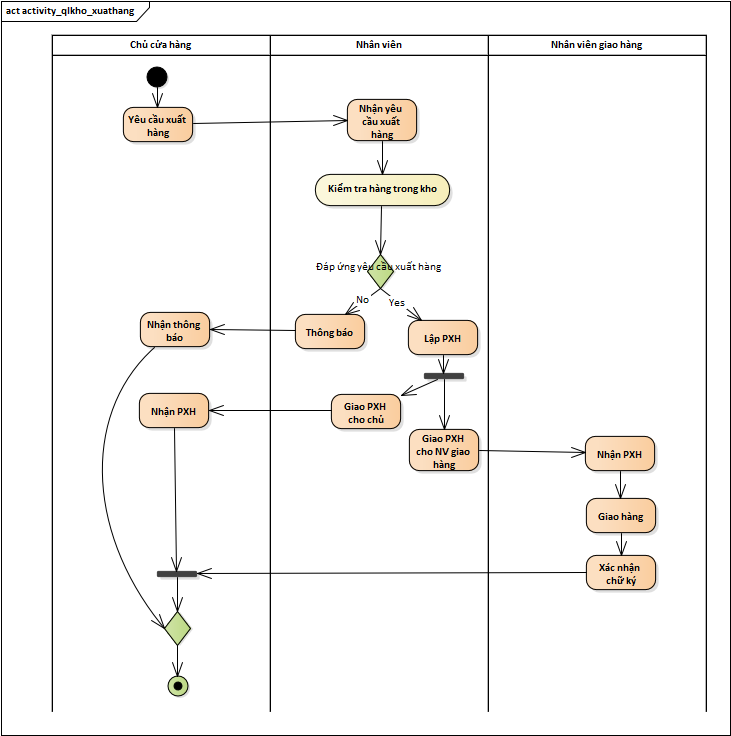 act activity_qlkho_xuathang
Chủ cửa hàng
Nhân viên
Nhân viên giao hàng
Yêu cầu xuất
hàng
Nhận yêu
cầu xuất
hàng
Kiểm tra hàng trong kho
Đáp ứng yêu cầu xuất hàng
No
Yes
Nhận thông
báo
Thông báo
Lập PXH
Nhận PXH
Giao PXH
cho chủ
Giao PXH
cho NV giao
hàng
Nhận PXH
Giao hàng
Xác nhận
chữ ký